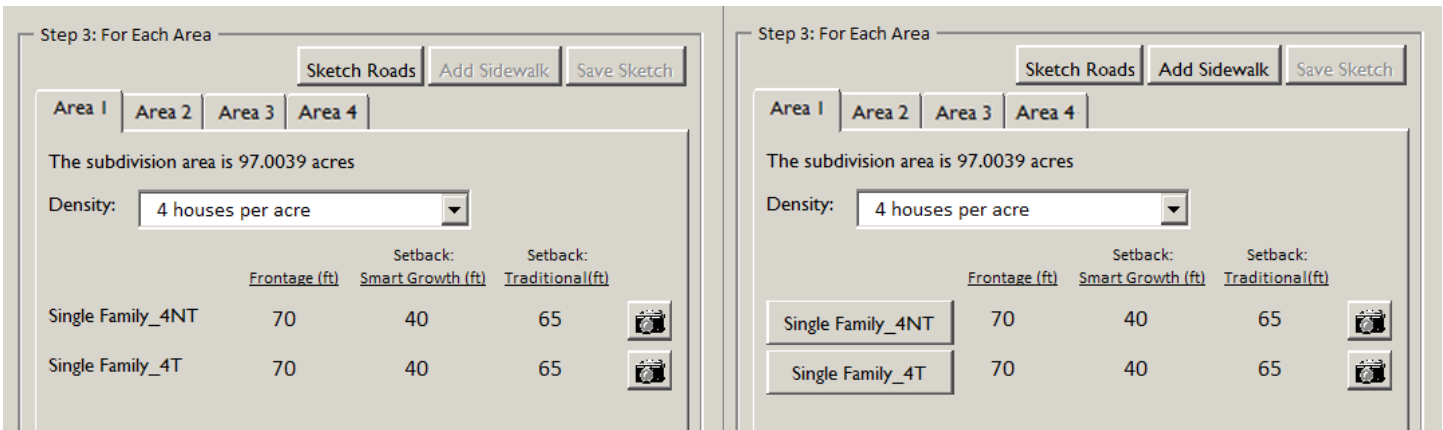 Step 3: For Each Area
Sketch Roads Add Sidewalk Save Sketch
Area 1 Area 2 Area 3 Area 4
The subdivision area is 97.0039 acres
Density: 4 houses per acre
Setback: Setback:
Frontage (ft) Smart Growth (ft) Traditional(ft)
Single Family_4NT 70 40 65
Single Family_4T 70 40 65
Step 3: For Each Area
Sketch Roads Add Sidewalk Save Sketch
Area 1 Area 2 Area 3 Area 4
The subdivision area is 97.0039 acres
Density: 4 houses per acre
Setback: Setback:
Frontage (ft) Smart Growth (ft) Traditional(ft)
Single Family_4NT 70 40 65
Single Family_4T 70 40 65